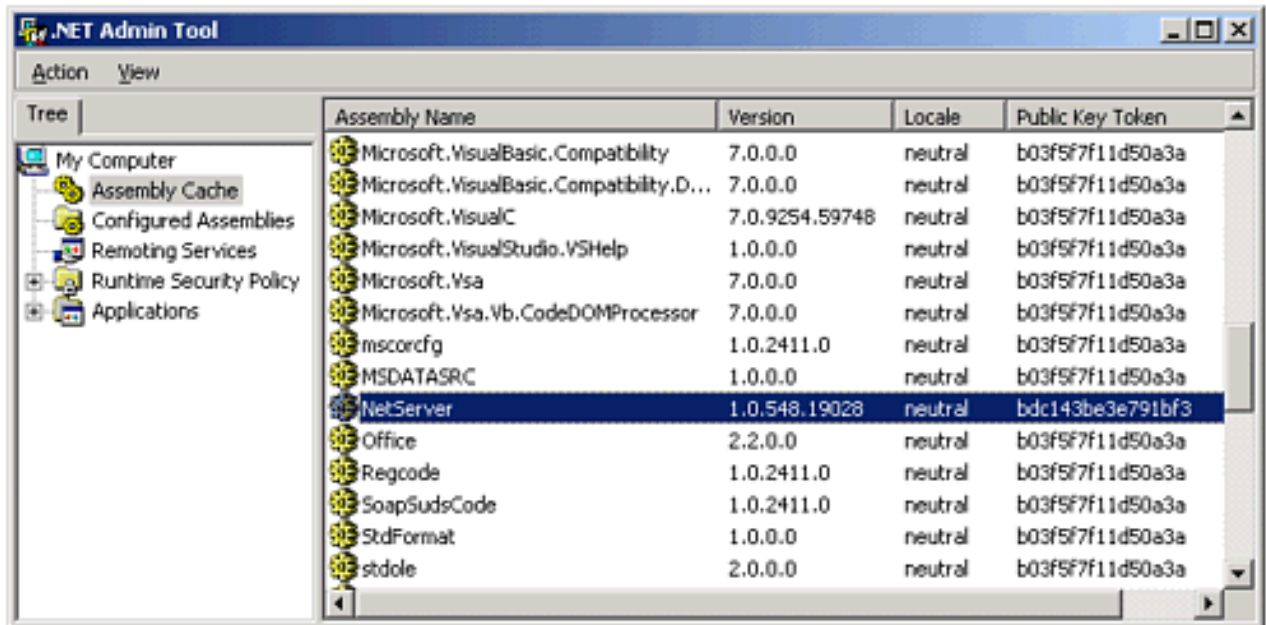 .NET Admin Tool
Action View
Tree
My Computer
Assembly Cache
Configured Assemblies
Remoting Services
Runtime Security Policy
Applications
Assembly Name Version Locale Public Key Token
Microsoft.VisualBasic.Compatibility 7.0.0.0 neutral b03f5f7f11d50a3a
Microsoft.VisualBasic.Compatibility.D... 7.0.0.0 neutral b03f5f7f11d50a3a
Microsoft.VisualC 7.0.9254.59748 neutral b03f5f7f11d50a3a
Microsoft.VisualStudio.VSHelp 1.0.0.0 neutral b03f5f7f11d50a3a
Microsoft.Vsa 7.0.0.0 neutral b03f5f7f11d50a3a
Microsoft.Vsa.Vb.CodeDOMProcessor 7.0.0.0 neutral b03f5f7f11d50a3a
mscorcfg 1.0.2411.0 neutral b03f5f7f11d50a3a
MSDATASRC 1.0.0.0 neutral b03f5f7f11d50a3a
NetServer 1.0.548.19028 neutral bdc143be3e791bf3
Office 2.2.0.0 neutral b03f5f7f11d50a3a
Regcode 1.0.2411.0 neutral b03f5f7f11d50a3a
SoapSudsCode 1.0.2411.0 neutral b03f5f7f11d50a3a
StdFormat 1.0.0.0 neutral b03f5f7f11d50a3a
stdole 2.0.0.0 neutral b03f5f7f11d50a3a